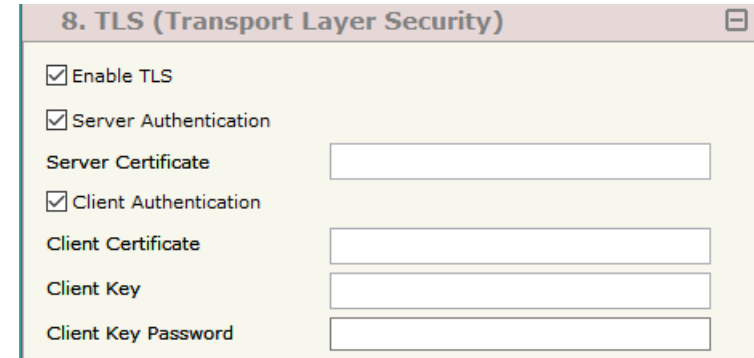 8. TLS (Transport Layer Security)
Enable TLS
Server Authentication
Server Certificate
Client Authentication
Client Certificate
Client Key
Client Key Password